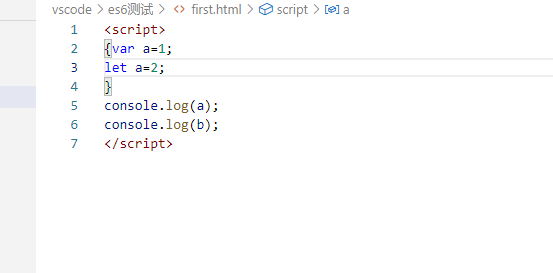 vscode > es6测试 > <> first.html > script > a
1 <script>
2 {var a=1;
3 let a=2;
4 }
5 console.log(a);
6 console.log(b);
7 </script>